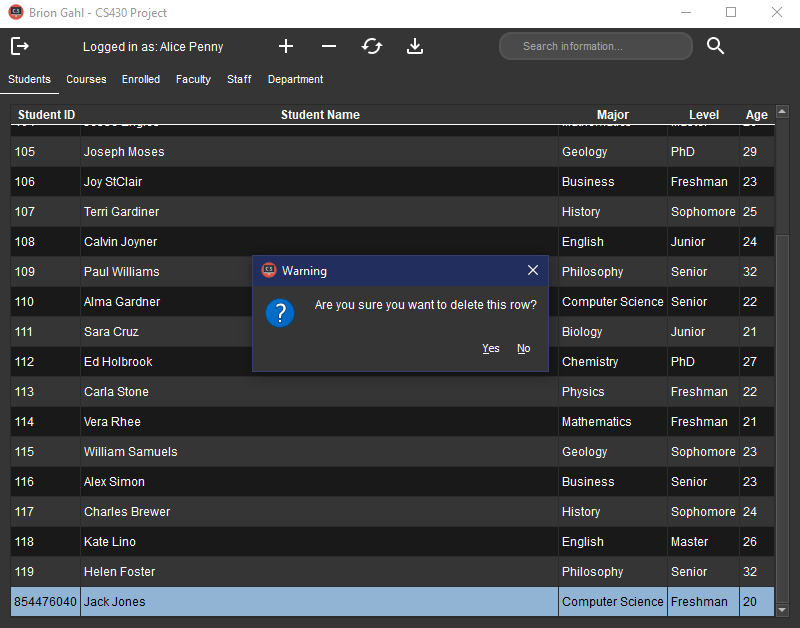 Brion Gahl - CS430 Project
Logged in as: Alice Penny
Search information...
Students Courses Enrolled Faculty Staff Department
Student ID Student Name Major Level Age
105 Joseph Moses Geology PhD 29
106 Joy StClair Business Freshman 23
107 Terri Gardiner History Sophomore 25
108 Calvin Joyner English Junior 24
109 Paul Williams Philosophy Senior 32
110 Alma Gardner Computer Science Senior 22
111 Sara Cruz Biology Junior 21
112 Ed Holbrook Chemistry PhD 27
113 Carla Stone Physics Freshman 22
114 Vera Rhee Mathematics Freshman 21
115 William Samuels Geology Sophomore 23
116 Alex Simon Business Senior 23
117 Charles Brewer History Sophomore 24
118 Kate Lino English Master 26
119 Helen Foster Philosophy Senior 32
854476040 Jack Jones Computer Science Freshman 20
Warning
Are you sure you want to delete this row?
Yes No